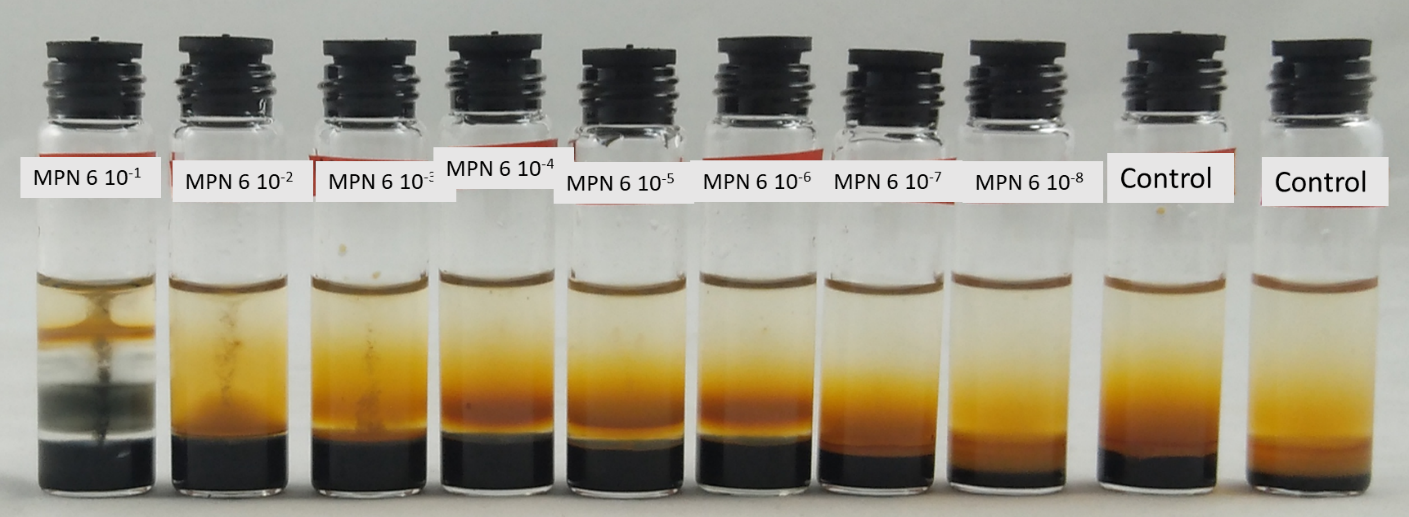 MPN 6 10⁻¹
MPN 6 10⁻²
MPN 6 10⁻³
MPN 6 10⁻⁴
MPN 6 10⁻⁵
MPN 6 10⁻⁶
MPN 6 10⁻⁷
MPN 6 10⁻⁸
Control
Control